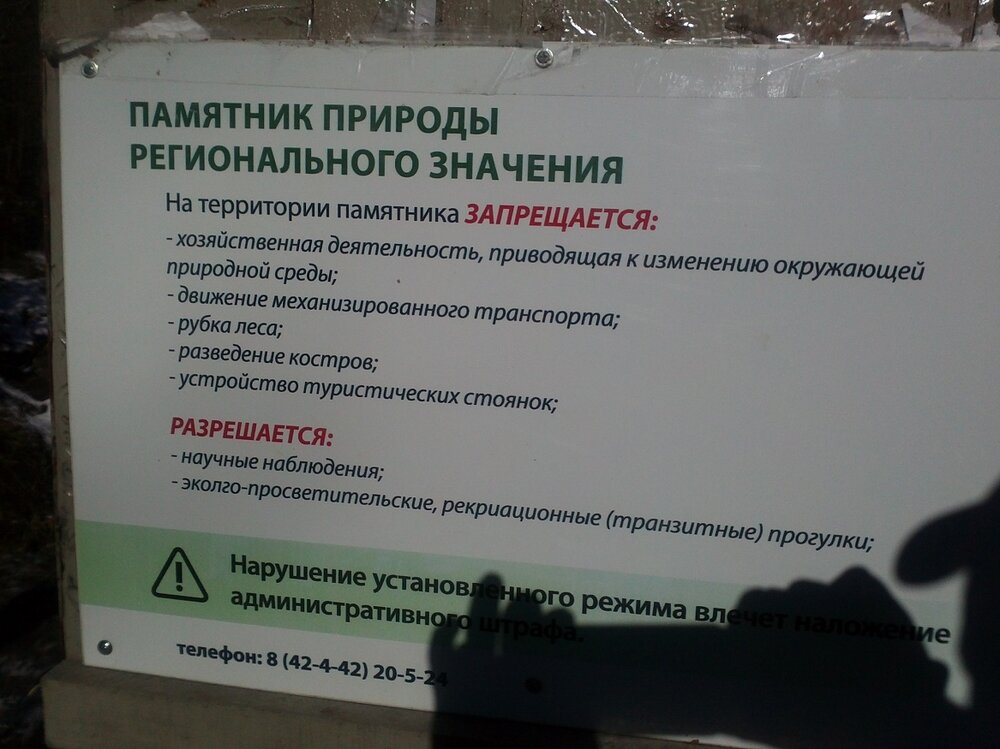 ПАМЯТНИК ПРИРОДЫ
РЕГИОНАЛЬНОГО ЗНАЧЕНИЯ
На территории памятника ЗАПРЕЩАЕТСЯ:
- хозяйственная деятельность, приводящая к изменению окружающей
природной среды;
- движение механизированного транспорта;
- рубка леса;
- разведение костров;
- устройство туристических стоянок;
РАЗРЕШАЕТСЯ:
- научные наблюдения;
- эколго-просветительские, рекриационные (транзитные) прогулки;
Нарушение установленного режима влечет наложение
административного штрафа.
телефон: 8 (42-4-42) 20-5-24